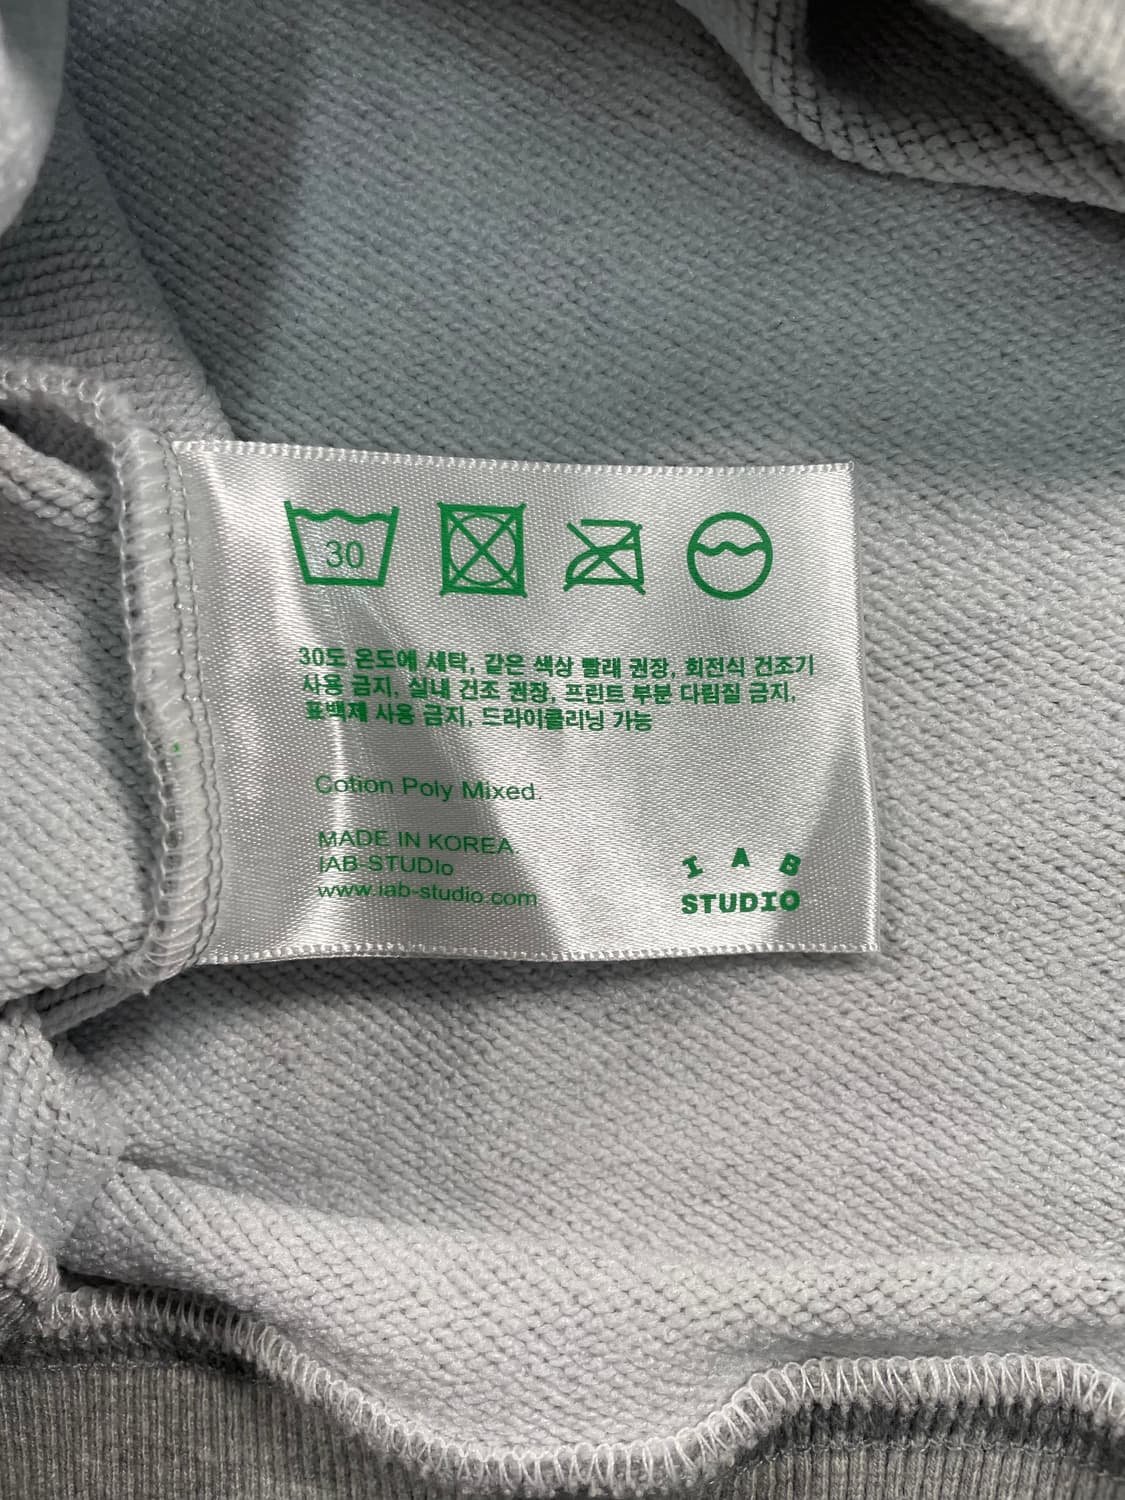 30
30도 온도에 세탁, 같은 색상 빨래 권장, 회전식 건조기
사용 금지, 실내 건조 권장, 프린트 부분 다림질 금지,
표백제 사용 금지, 드라이클리닝 가능
Cotion Poly Mixed.
MADE IN KOREA.
IAB-STUDIo
www.iab-studio.com
IAB
STUDIO